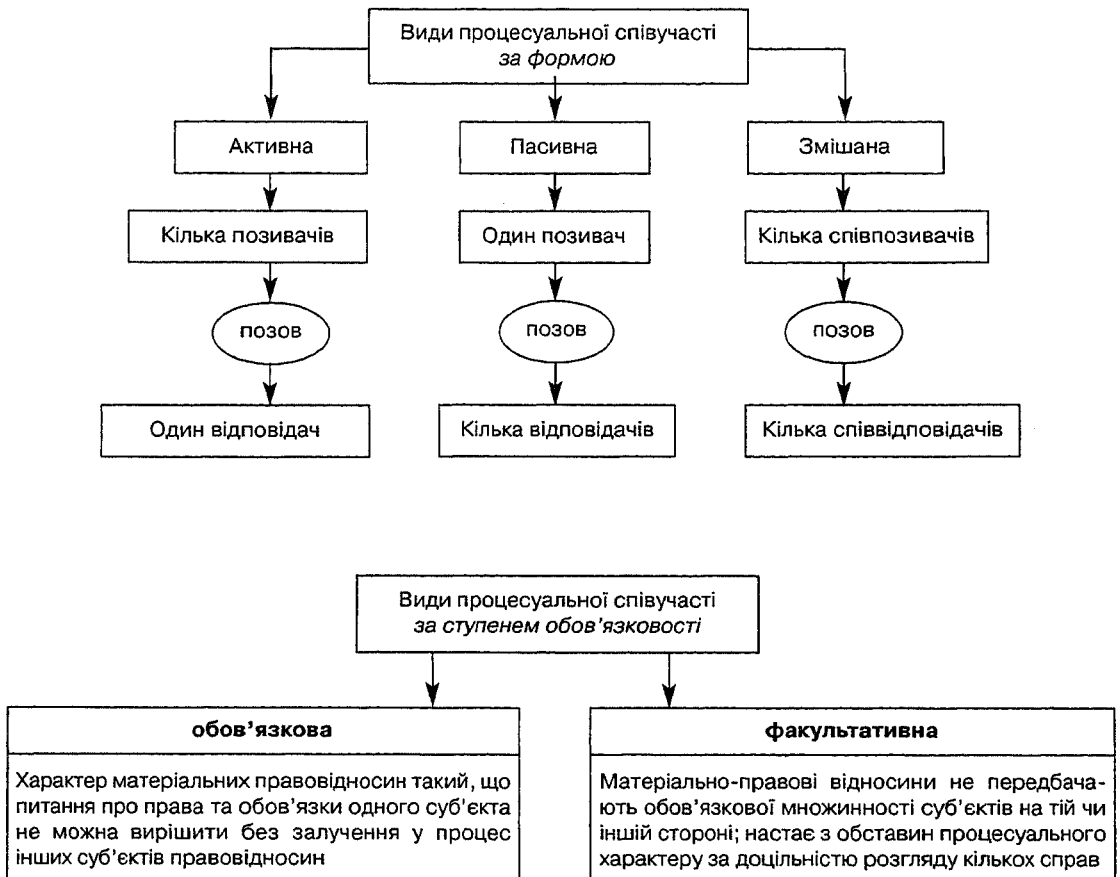 Види процесуальної співучасті
за формою
Активна
Пасивна
Змішана
Кілька позивачів
Один позивач
Кілька співпозивачів
позов
позов
позов
Один відповідач
Кілька відповідачів
Кілька співвідповідачів
Види процесуальної співучасті
за ступенем обов’язковості
обов’язкова
Характер матеріальних правовідносин такий, що
питання про права та обов’язки одного суб’єкта
не можна вирішити без залучення у процес
інших суб’єктів правовідносин
факультативна
Матеріально-правові відносини не передбача-
ють обов’язкової множинності суб’єктів на тій чи
іншій стороні; настає з обставин процесуального
характеру за доцільністю розгляду кількох справ